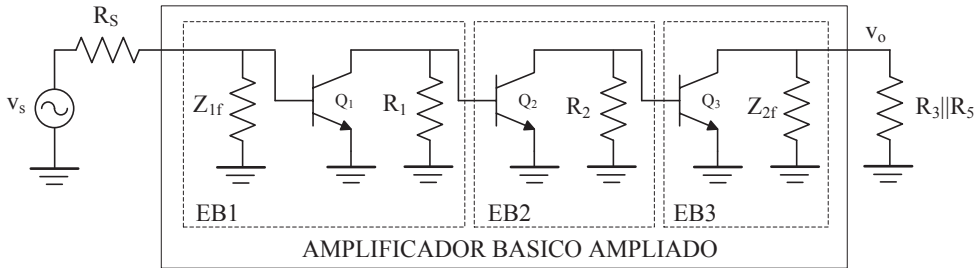 R_S
v_s
Z_1f
Q_1
R_1
Q_2
R_2
Q_3
Z_2f
v_o
R_3||R_5
EB1
EB2
EB3
AMPLIFICADOR BASICO AMPLIADO